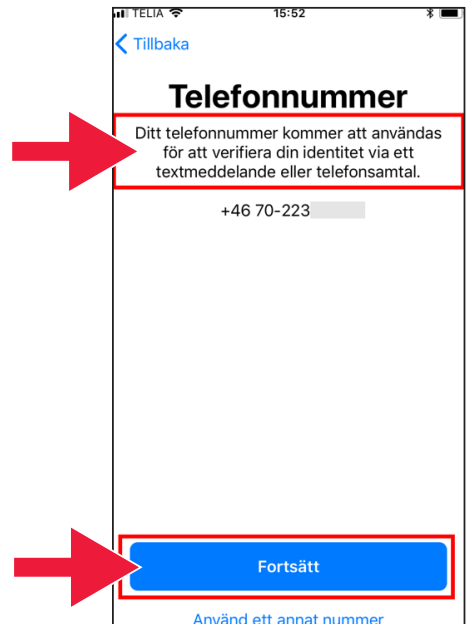 TELIA 15:52
Tillbaka
Telefonnummer
Ditt telefonnummer kommer att användas
för att verifiera din identitet via ett
textmeddelande eller telefonsamtal.
+46 70-223
Fortsätt
Använd ett annat nummer